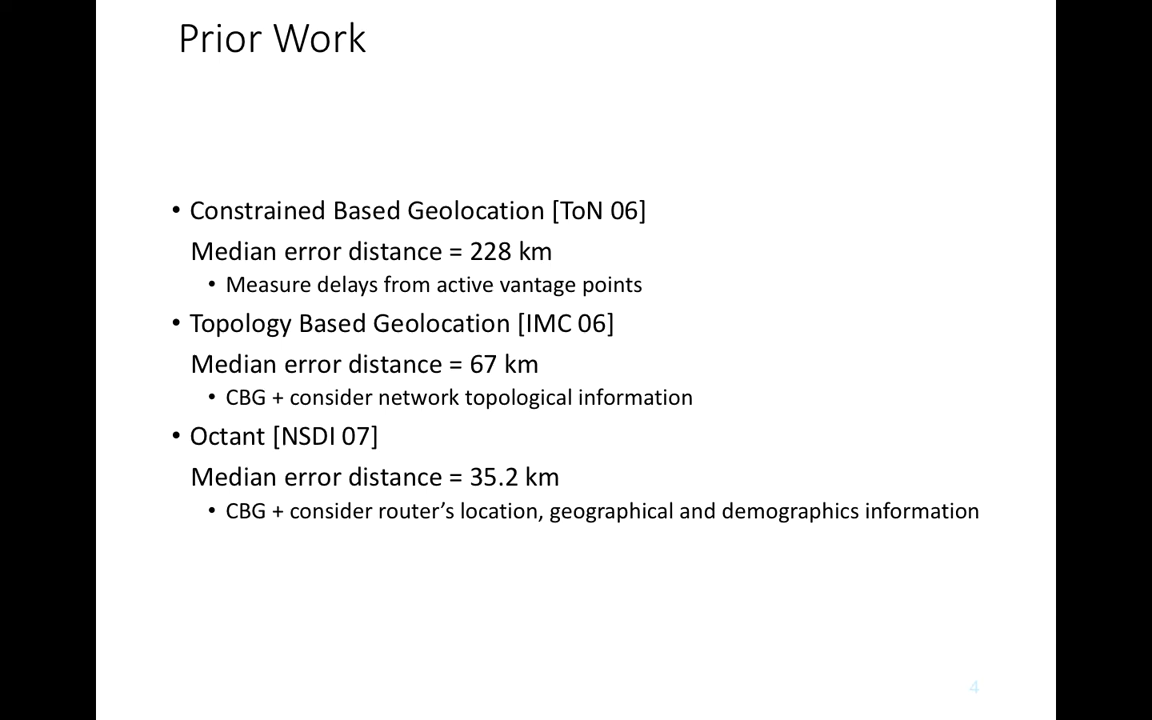 Prior Work
• Constrained Based Geolocation [ToN 06]
Median error distance = 228 km
• Measure delays from active vantage points
• Topology Based Geolocation [IMC 06]
Median error distance = 67 km
• CBG + consider network topological information
• Octant [NSDI 07]
Median error distance = 35.2 km
• CBG + consider router’s location, geographical and demographics information
4